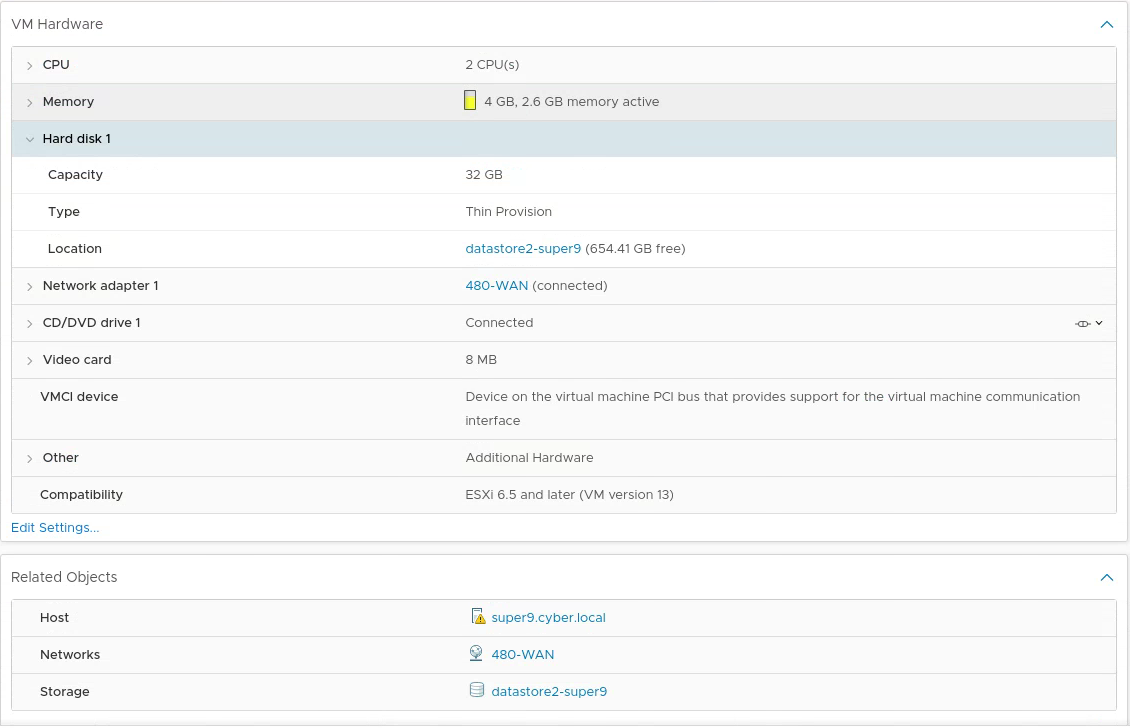 VM Hardware
CPU 2 CPU(s)
Memory 4 GB, 2.6 GB memory active
Hard disk 1
Capacity 32 GB
Type Thin Provision
Location datastore2-super9 (654.41 GB free)
Network adapter 1 480-WAN (connected)
CD/DVD drive 1 Connected
Video card 8 MB
VMCI device Device on the virtual machine PCI bus that provides support for the virtual machine communication
interface
Other Additional Hardware
Compatibility ESXi 6.5 and later (VM version 13)
Edit Settings...
Related Objects
Host super9.cyber.local
Networks 480-WAN
Storage datastore2-super9